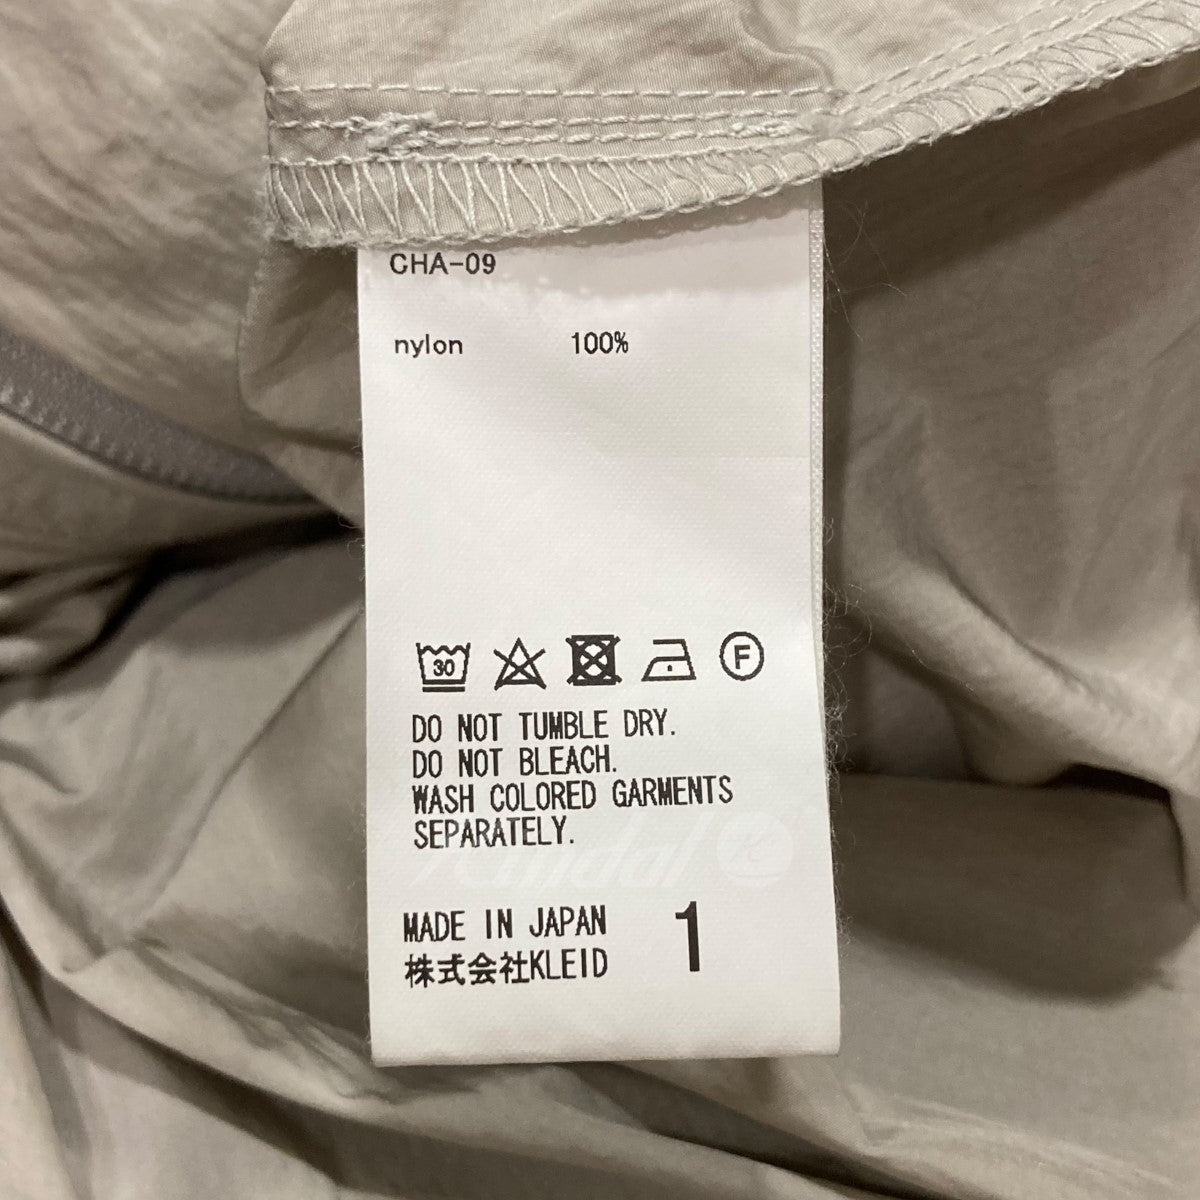 CHA-09
nylon 100%
30 F
DO NOT TUMBLE DRY.
DO NOT BLEACH.
WASH COLORED GARMENTS
SEPARATELY.
Kindal K
MADE IN JAPAN 1
株式会社KLEID